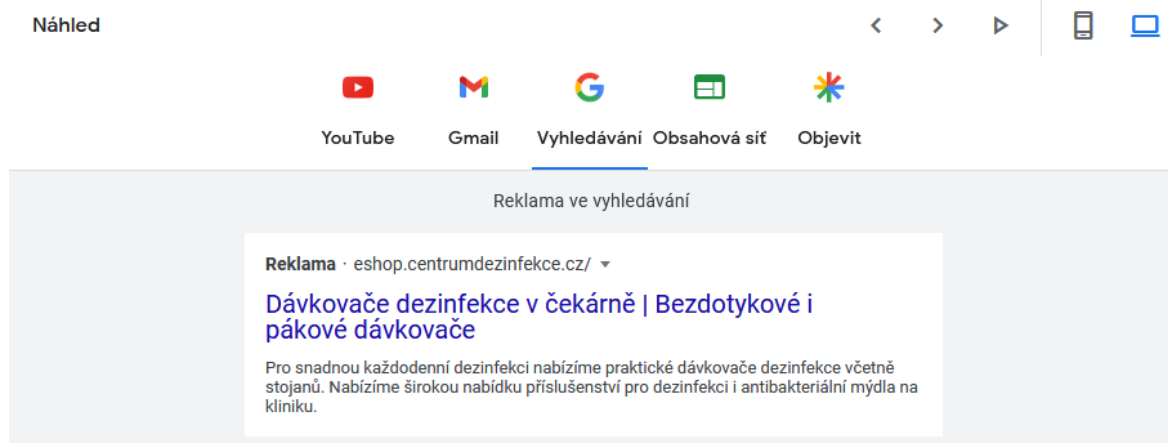 Náhled
YouTube Gmail Vyhledávání Obsahová síť Objevit
Reklama ve vyhledávání
Reklama · eshop.centrumdezinfekce.cz/
Dávkovače dezinfekce v čekárně | Bezdotykové i
pákové dávkovače
Pro snadnou každodenní dezinfekci nabízíme praktické dávkovače dezinfekce včetně
stojanů. Nabízíme širokou nabídku příslušenství pro dezinfekci i antibakteriální mýdla na
kliniku.